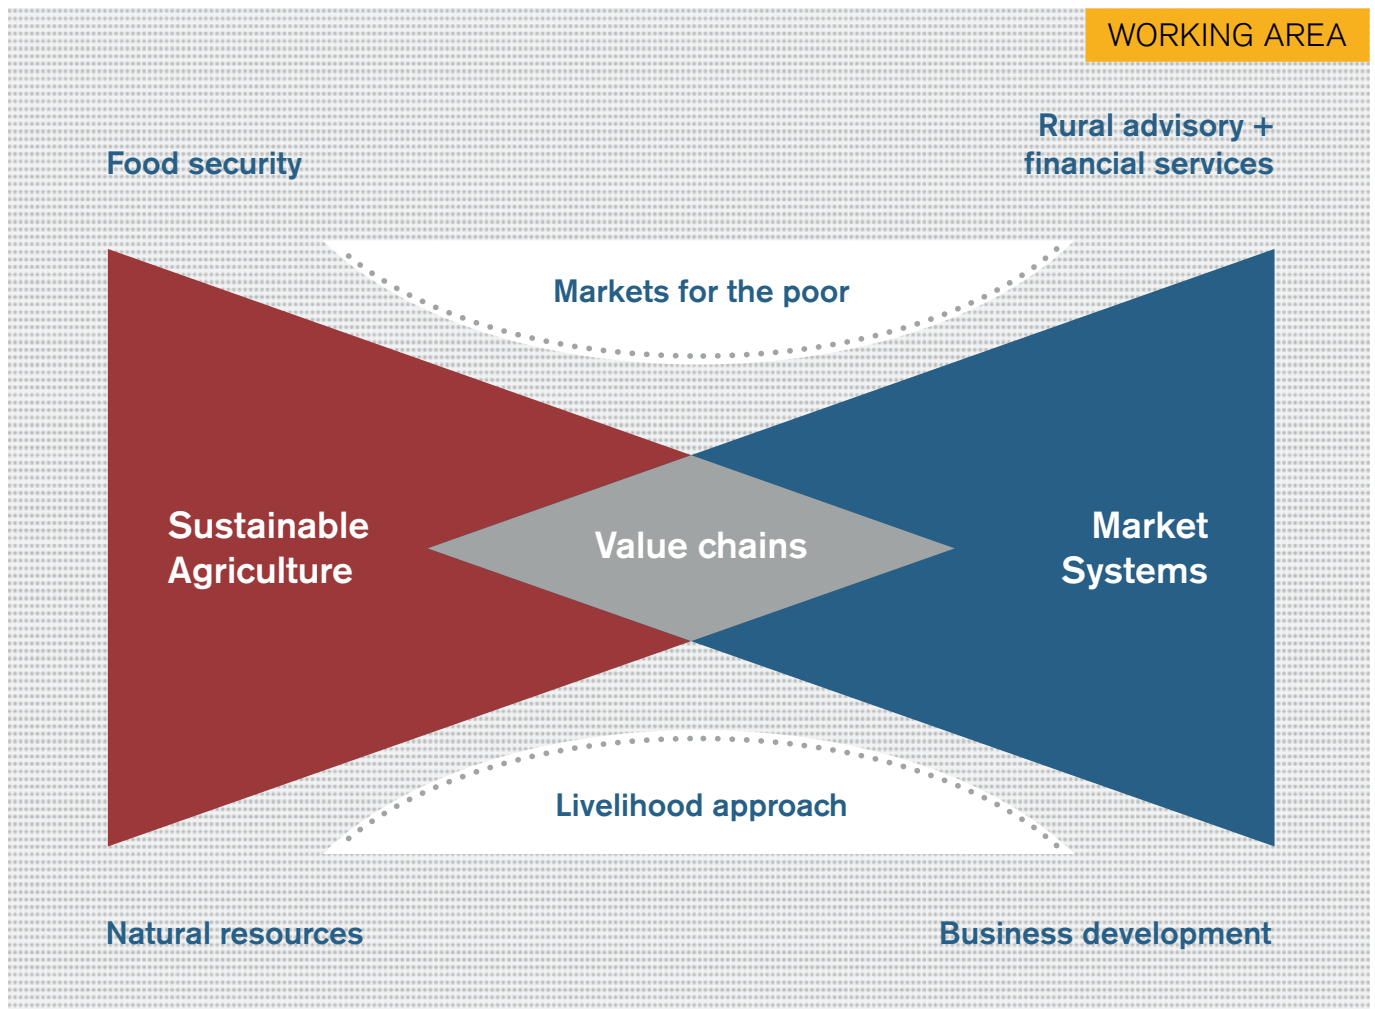 WORKING AREA
Rural advisory +
financial services
Food security
Markets for the poor
Sustainable
Agriculture
Value chains
Market
Systems
Livelihood approach
Natural resources
Business development